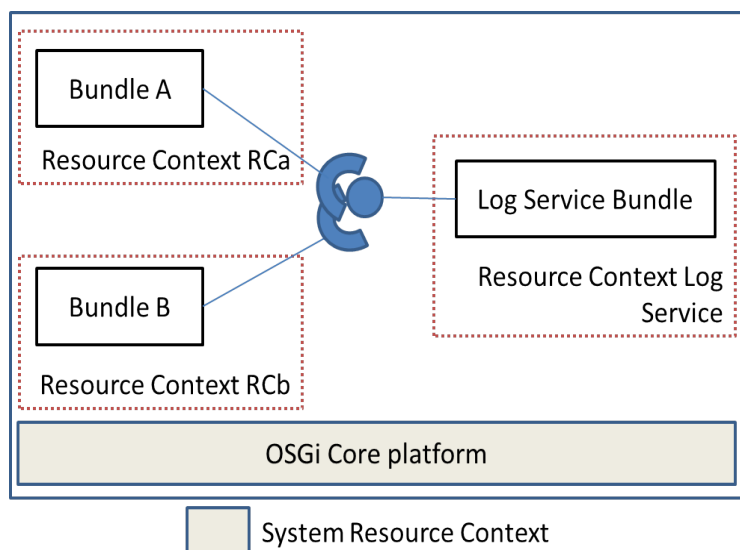 Bundle A
Resource Context RCa
Log Service Bundle
Resource Context Log
Service
Bundle B
Resource Context RCb
OSGi Core platform
System Resource Context